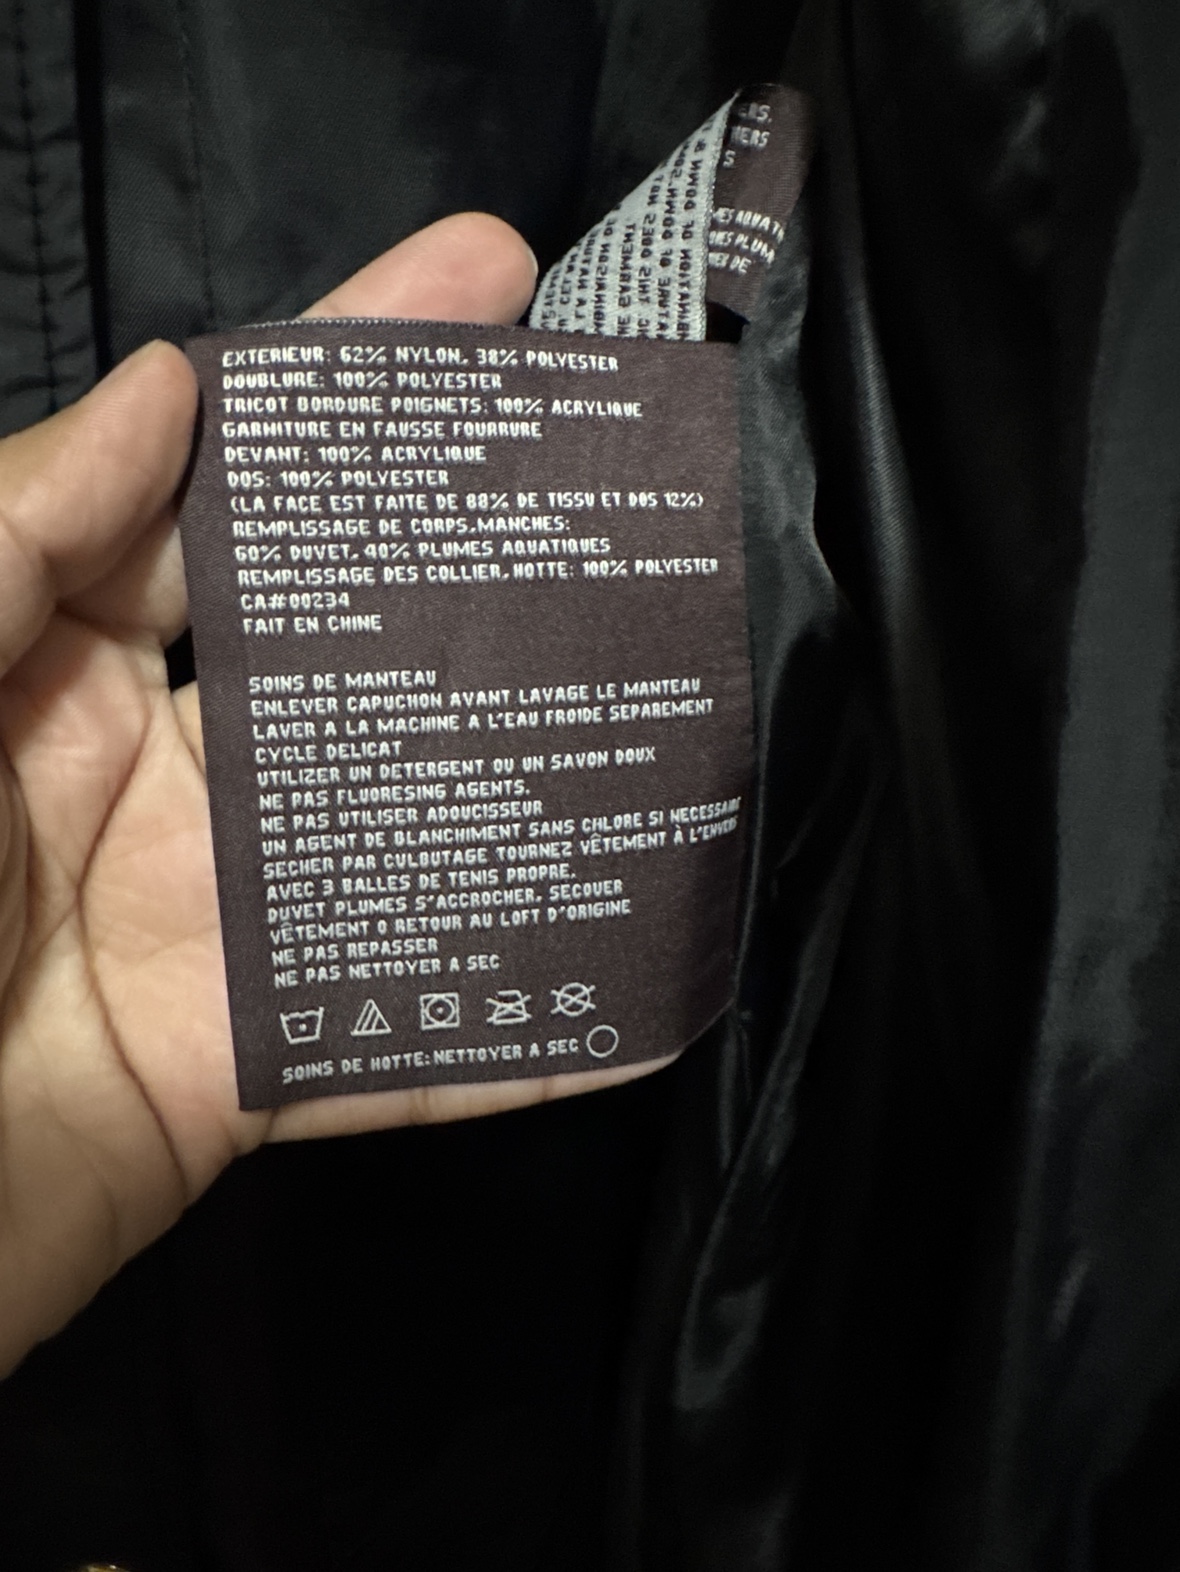 EXTERIEUR: 62% NYLON, 38% POLYESTER
DOUBLURE: 100% POLYESTER
TRICOT BORDURE POIGNETS: 100% ACRYLIQUE
GARNITURE EN FAUSSE FOURRURE
DEVANT: 100% ACRYLIQUE
DOS: 100% POLYESTER
(LA FACE EST FAITE DE 88% DE TISSU ET DOS 12%)
REMPLISSAGE DE CORPS,MANCHES:
60% DUVET, 40% PLUMES AQUATIQUES
REMPLISSAGE DES COLLIER,HOTTE: 100% POLYESTER
CA#00234
FAIT EN CHINE
SOINS DE MANTEAU
ENLEVER CAPUCHON AVANT LAVAGE LE MANTEAU
LAVER A LA MACHINE A L'EAU FROIDE SEPAREMENT
CYCLE DELICAT
UTILIZER UN DETERGENT OU UN SAVON DOUX
NE PAS FLUORESING AGENTS.
NE PAS UTILISER ADOUCISSEUR
UN AGENT DE BLANCHIMENT SANS CHLORE SI NECESSAIRE
SECHER PAR CULBUTAGE TOURNEZ VÊTEMENT À L'ENVERS
AVEC 3 BALLES DE TENIS PROPRE.
DUVET PLUMES S'ACCROCHER, SECOUER
VÊTEMENT O RETOUR AU LOFT D'ORIGINE
NE PAS REPASSER
NE PAS NETTOYER A SEC
SOINS DE HOTTE: NETTOYER A SEC